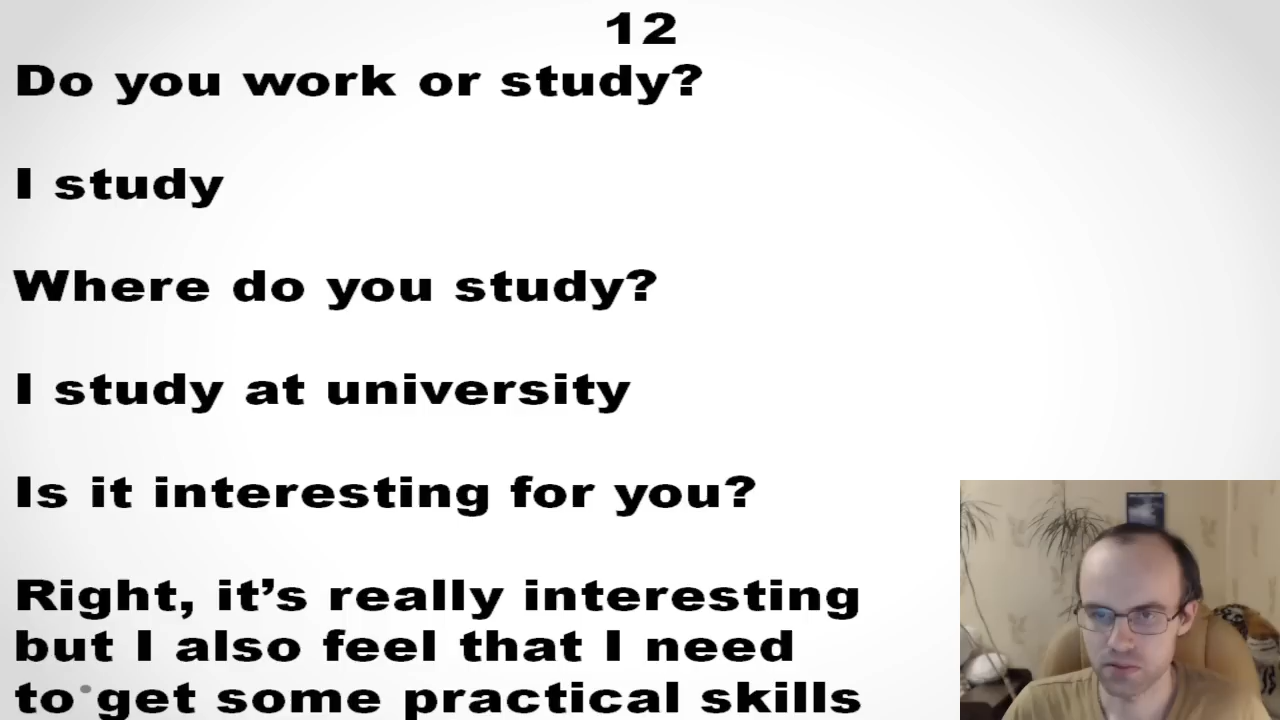 12
Do you work or study?
I study
Where do you study?
I study at university
Is it interesting for you?
Right, it’s really interesting
but I also feel that I need
to get some practical skills